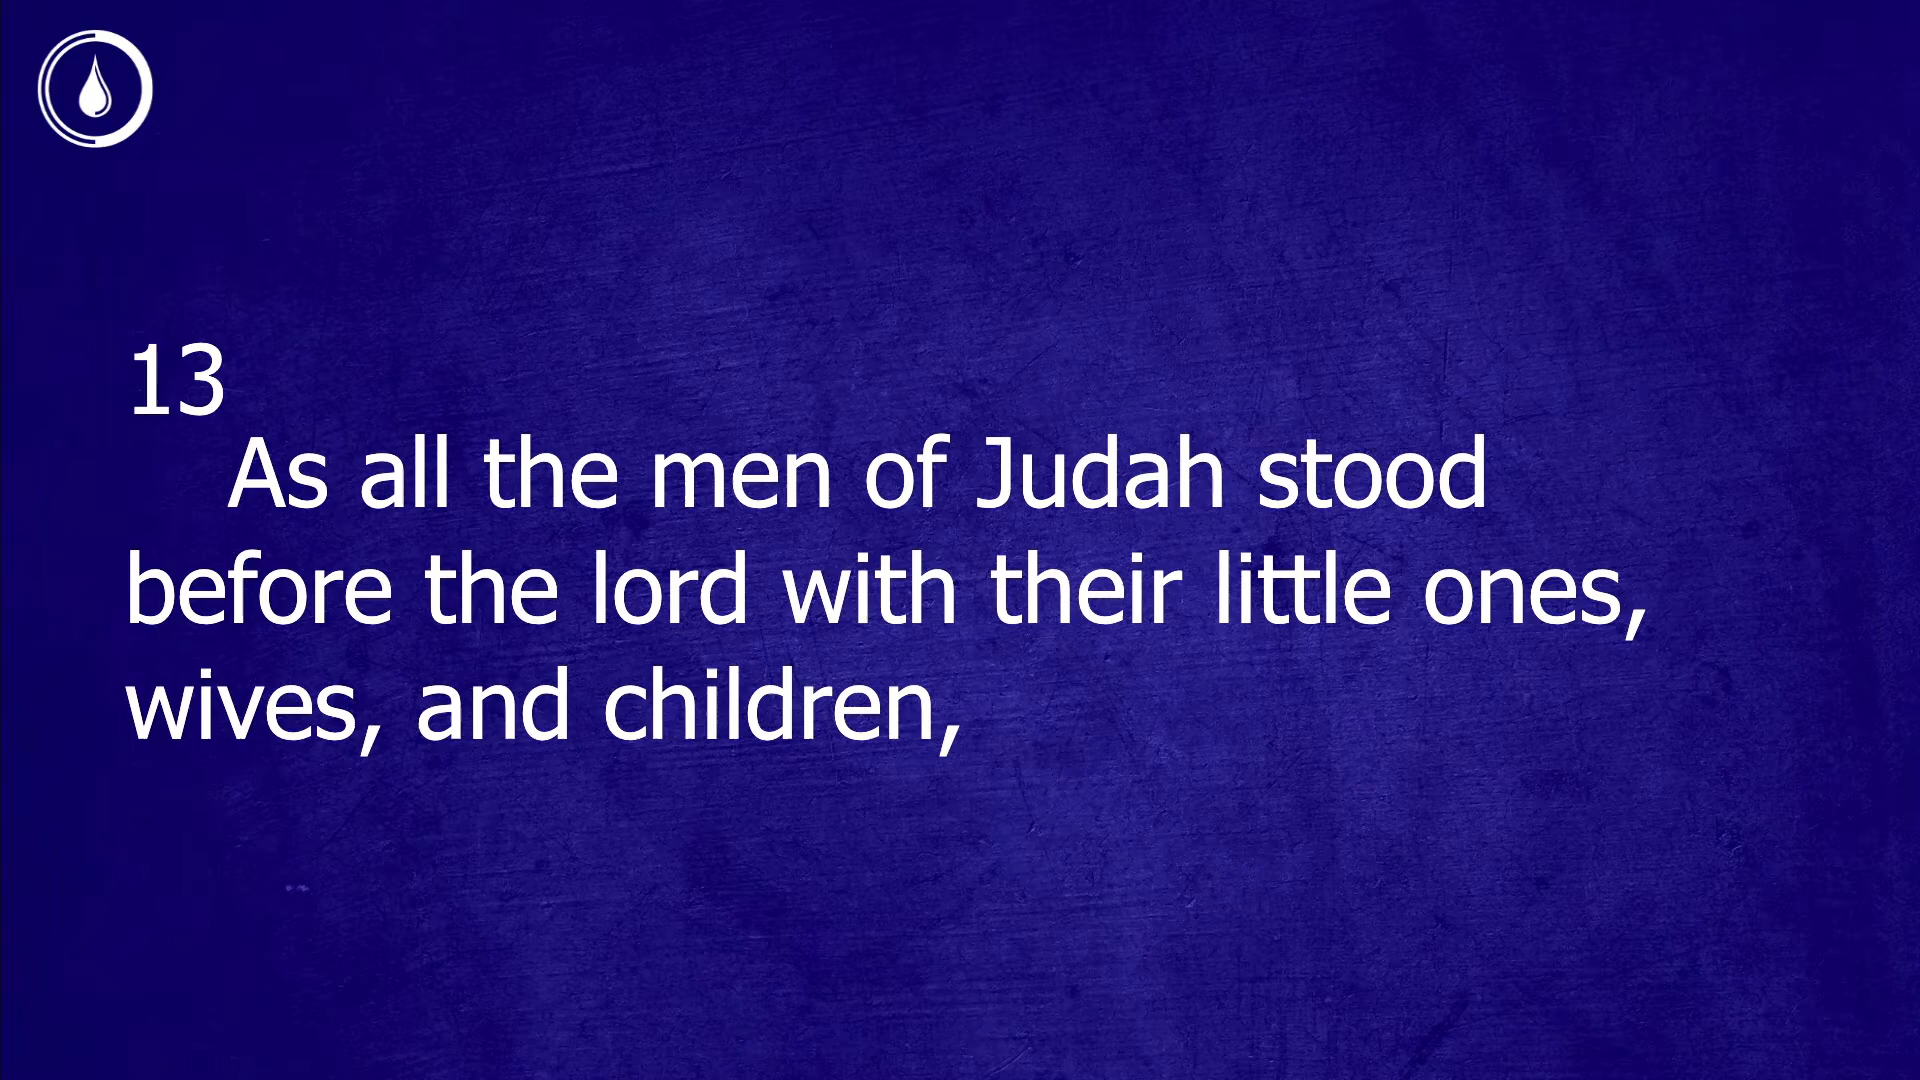 13
As all the men of Judah stood
before the lord with their little ones,
wives, and children,